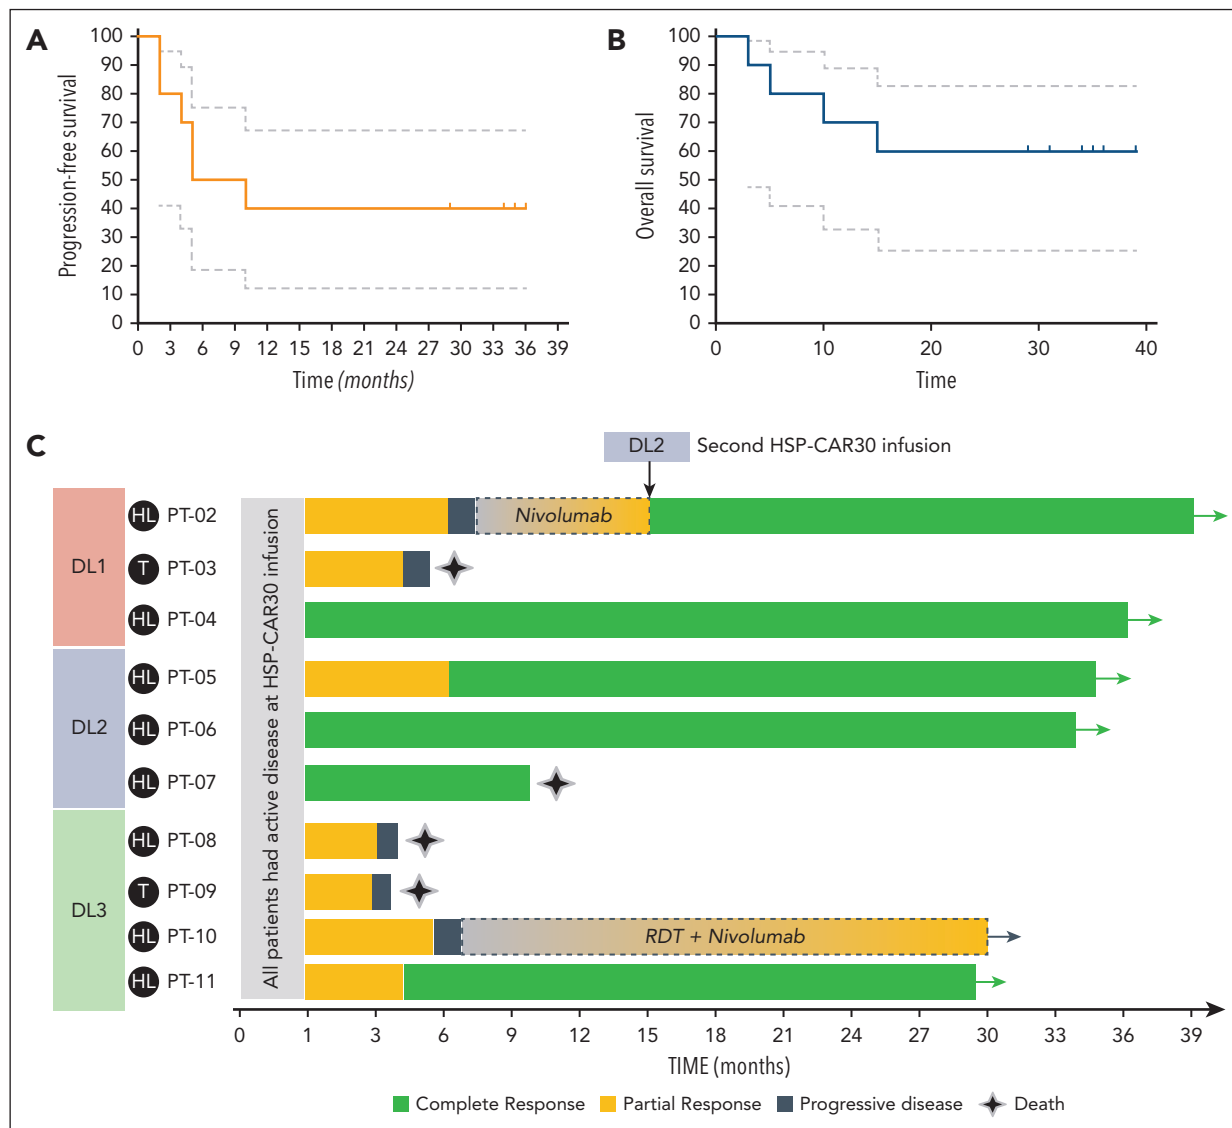 A
100
90
80
70
60
50
40
30
20
10
0
Progression-free survival
0 3 6 9 12 15 18 21 24 27 30 33 36 39
Time (months)
B
100
90
80
70
60
50
40
30
20
10
0
Overall survival
0 10 20 30 40
Time
C
DL2 Second HSP-CAR30 infusion
All patients had active disease at HSP-CAR30 infusion
DL1
HL PT-02 Nivolumab
T PT-03
HL PT-04
DL2
HL PT-05
HL PT-06
HL PT-07
DL3
HL PT-08
T PT-09
HL PT-10 RDT + Nivolumab
HL PT-11
0 1 3 6 9 12 15 18 21 24 27 30 33 36 39
TIME (months)
Complete Response Partial Response Progressive disease Death